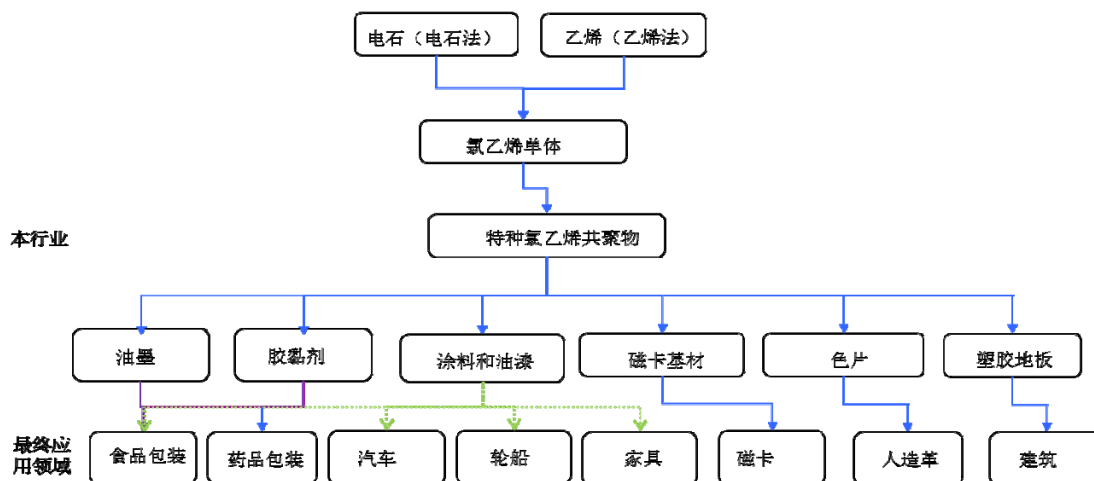 电石（电石法）
乙烯（乙烯法）
氯乙烯单体
本行业
特种氯乙烯共聚物
油墨
胶黏剂
涂料和油漆
磁卡基材
色片
塑胶地板
最终应
用领域
食品包装
药品包装
汽车
轮船
家具
磁卡
人造革
建筑